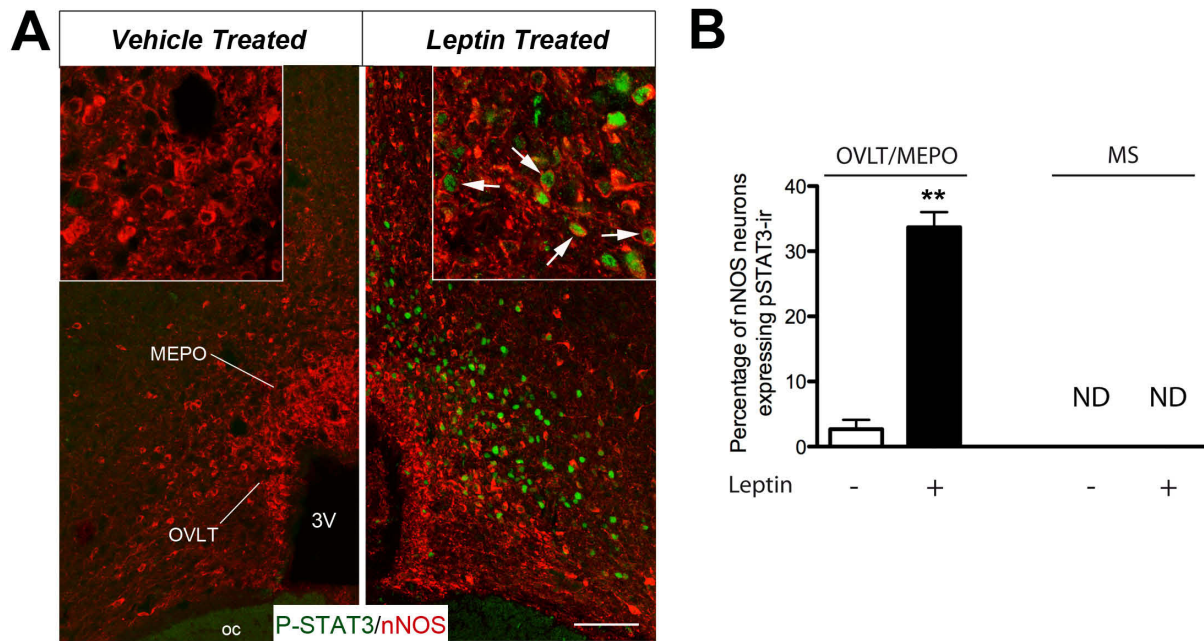 A
Vehicle Treated
Leptin Treated
MEPO
OVLT
3V
oc
P-STAT3/nNOS
B
OVLT/MEPO
MS
Percentage of nNOS neurons
expressing pSTAT3-ir
40
30
20
10
0
**
ND
ND
Leptin
-
+
-
+